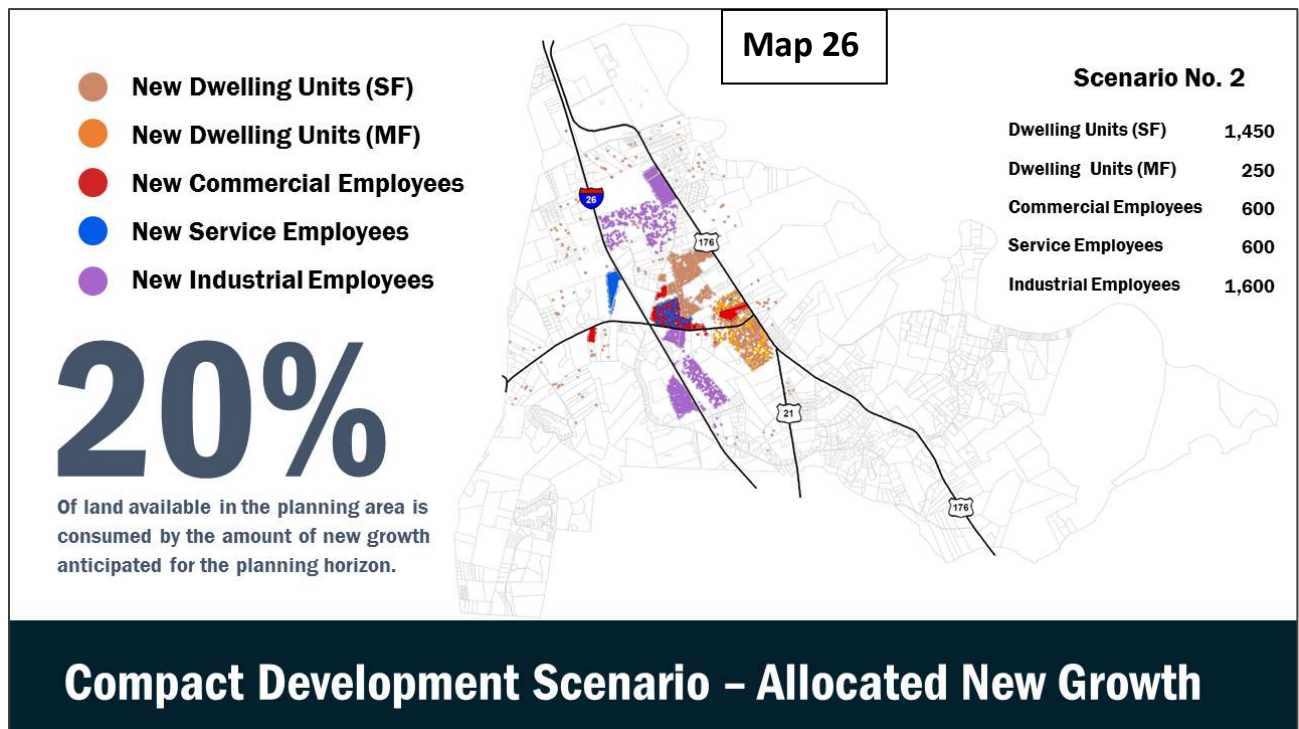 Map 26
New Dwelling Units (SF)
New Dwelling Units (MF)
New Commercial Employees
New Service Employees
New Industrial Employees
20%
Of land available in the planning area is
consumed by the amount of new growth
anticipated for the planning horizon.
26
176
21
176
Scenario No. 2
Dwelling Units (SF) 1,450
Dwelling Units (MF) 250
Commercial Employees 600
Service Employees 600
Industrial Employees 1,600
Compact Development Scenario – Allocated New Growth